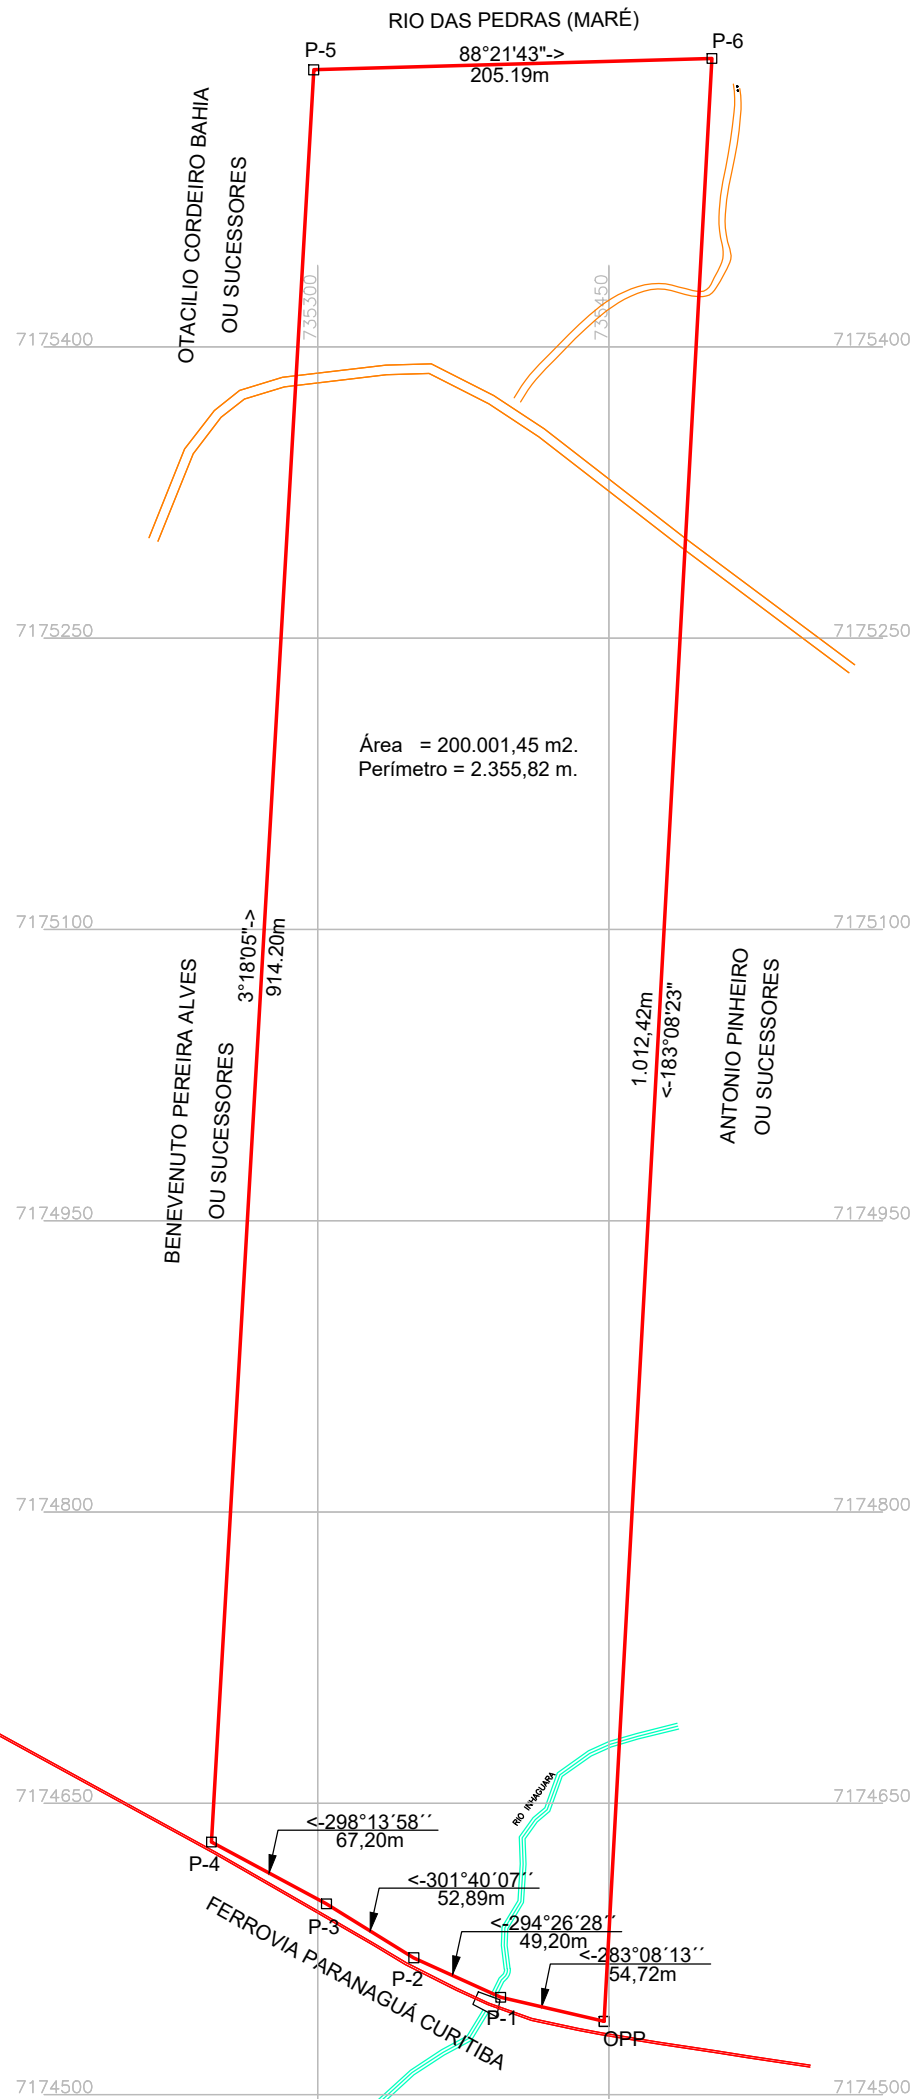 RIO DAS PEDRAS (MARÉ)
P-5
88°21'43"->
205.19m
P-6
OTACILIO CORDEIRO BAHIA
OU SUCESSORES
735300
735450
7175400
7175400
7175250
7175250
Área = 200.001,45 m2.
Perímetro = 2.355,82 m.
7175100
7175100
3°18'05"->
914.20m
BENEVENUTO PEREIRA ALVES
OU SUCESSORES
1.012,42m
<-183°08'23"
ANTONIO PINHEIRO
OU SUCESSORES
7174950
7174950
7174800
7174800
RIO INHAGUARA
7174650
7174650
<-298°13´58´´
67,20m
P-4
<-301°40´07´´
52,89m
P-3
<-294°26´28´´
49,20m
P-2
<-283°08´13´´
54,72m
P-1
OPP
FERROVIA PARANAGUÁ CURITIBA
7174500
7174500